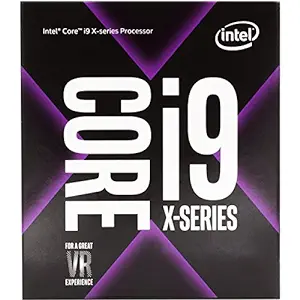 Intel® Core™ i9 X-series Processor
intel
CORE
i9
X-SERIES
FOR A GREAT
VR
EXPERIENCE